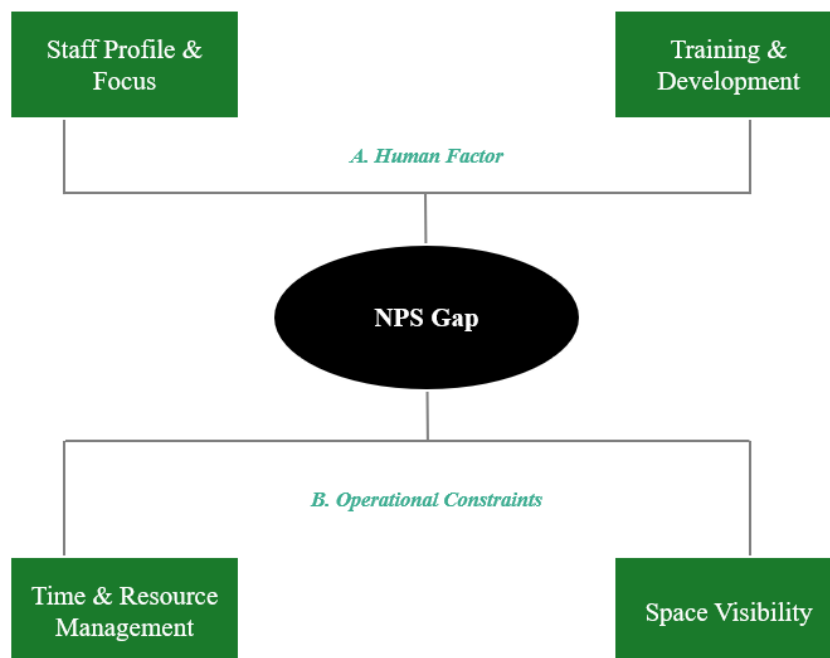 Staff Profile &
Focus
Training &
Development
A. Human Factor
NPS Gap
B. Operational Constraints
Time & Resource
Management
Space Visibility